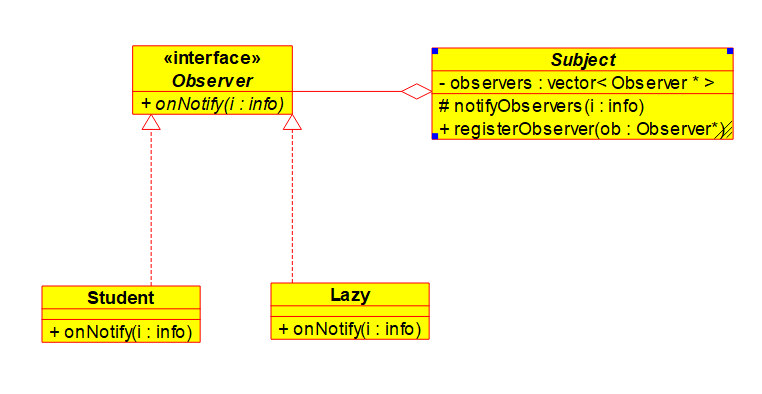 «interface»
Observer
+ onNotify(i : info)
Subject
- observers : vector< Observer * >
# notifyObservers(i : info)
+ registerObserver(ob : Observer*)
Student
+ onNotify(i : info)
Lazy
+ onNotify(i : info)